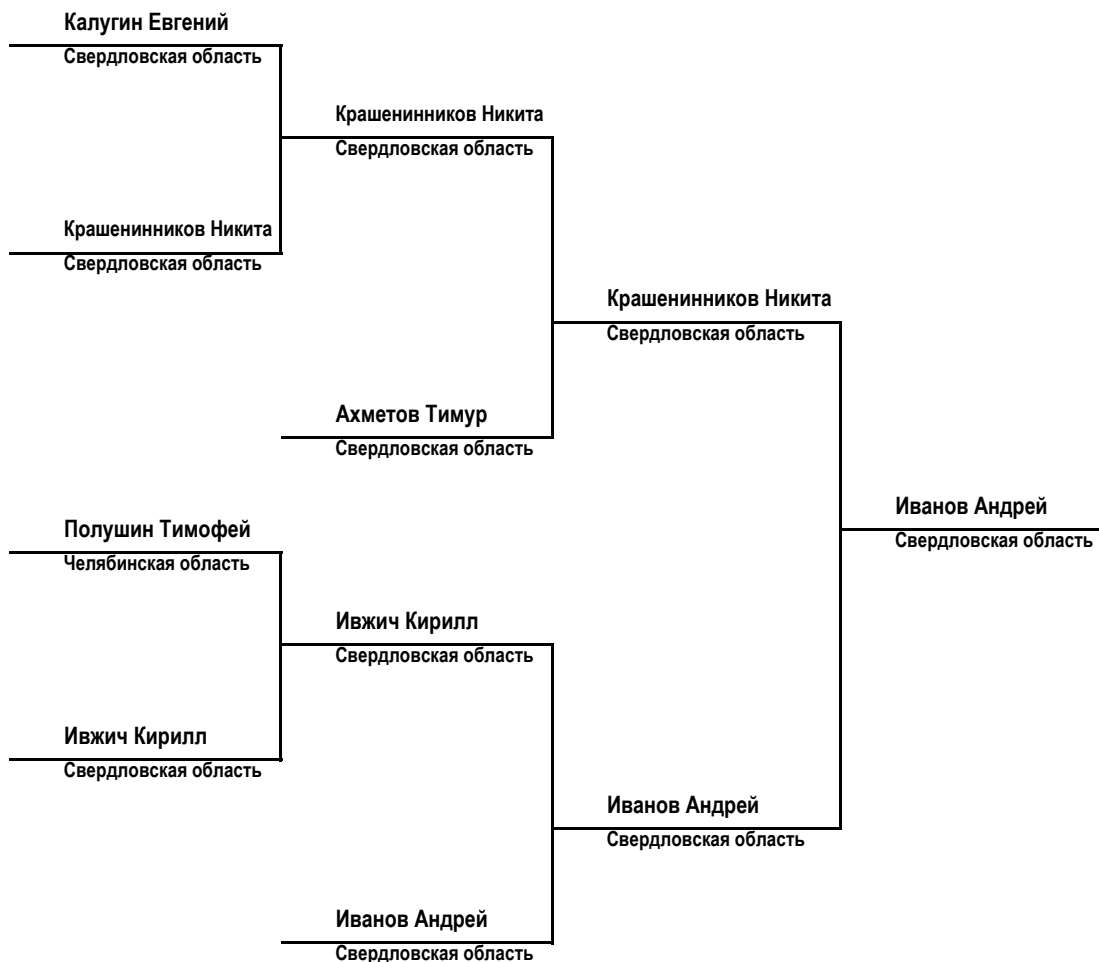 Калугин Евгений
Свердловская область
Крашенинников Никита
Свердловская область
Крашенинников Никита
Свердловская область
Крашенинников Никита
Свердловская область
Ахметов Тимур
Свердловская область
Иванов Андрей
Свердловская область
Полушин Тимофей
Челябинская область
Ивжич Кирилл
Свердловская область
Ивжич Кирилл
Свердловская область
Иванов Андрей
Свердловская область
Иванов Андрей
Свердловская область